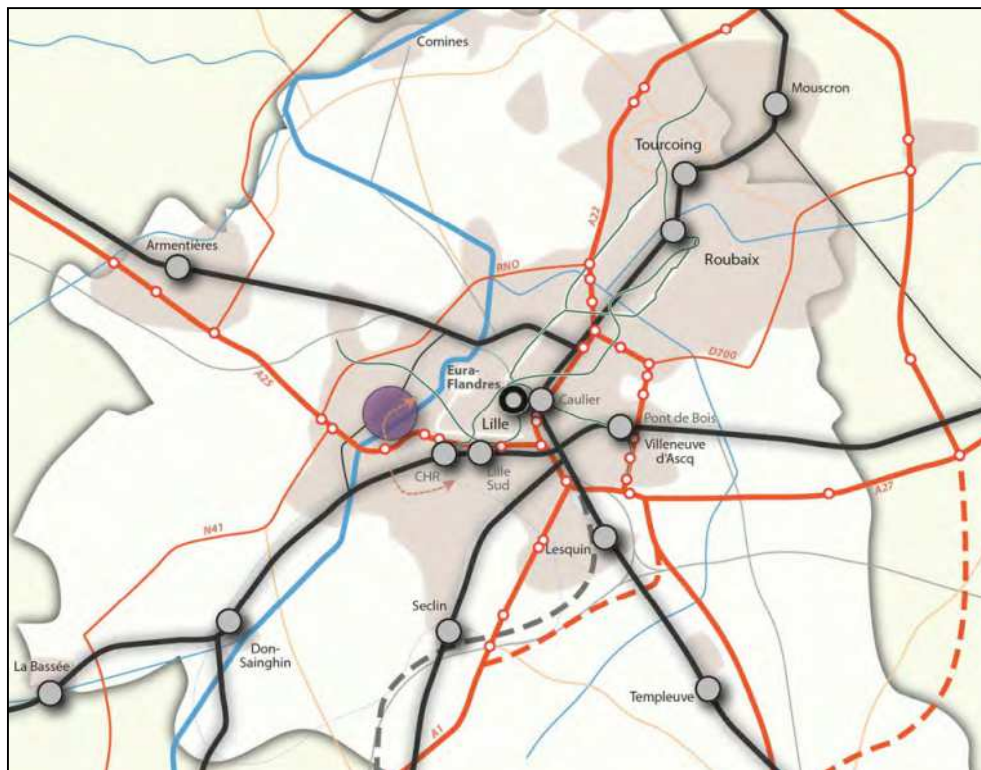 Comines
Mouscron
Tourcoing
A22
Armentières
Roubaix
RNO
D700
A25
Eura-
Flandres
Caulier
Lille
Pont de Bois
Villeneuve
d'Ascq
CHR
Lille
Sud
A27
N41
Lesquin
Seclin
Don-
Sainghin
La Bassée
Templeuve
A1